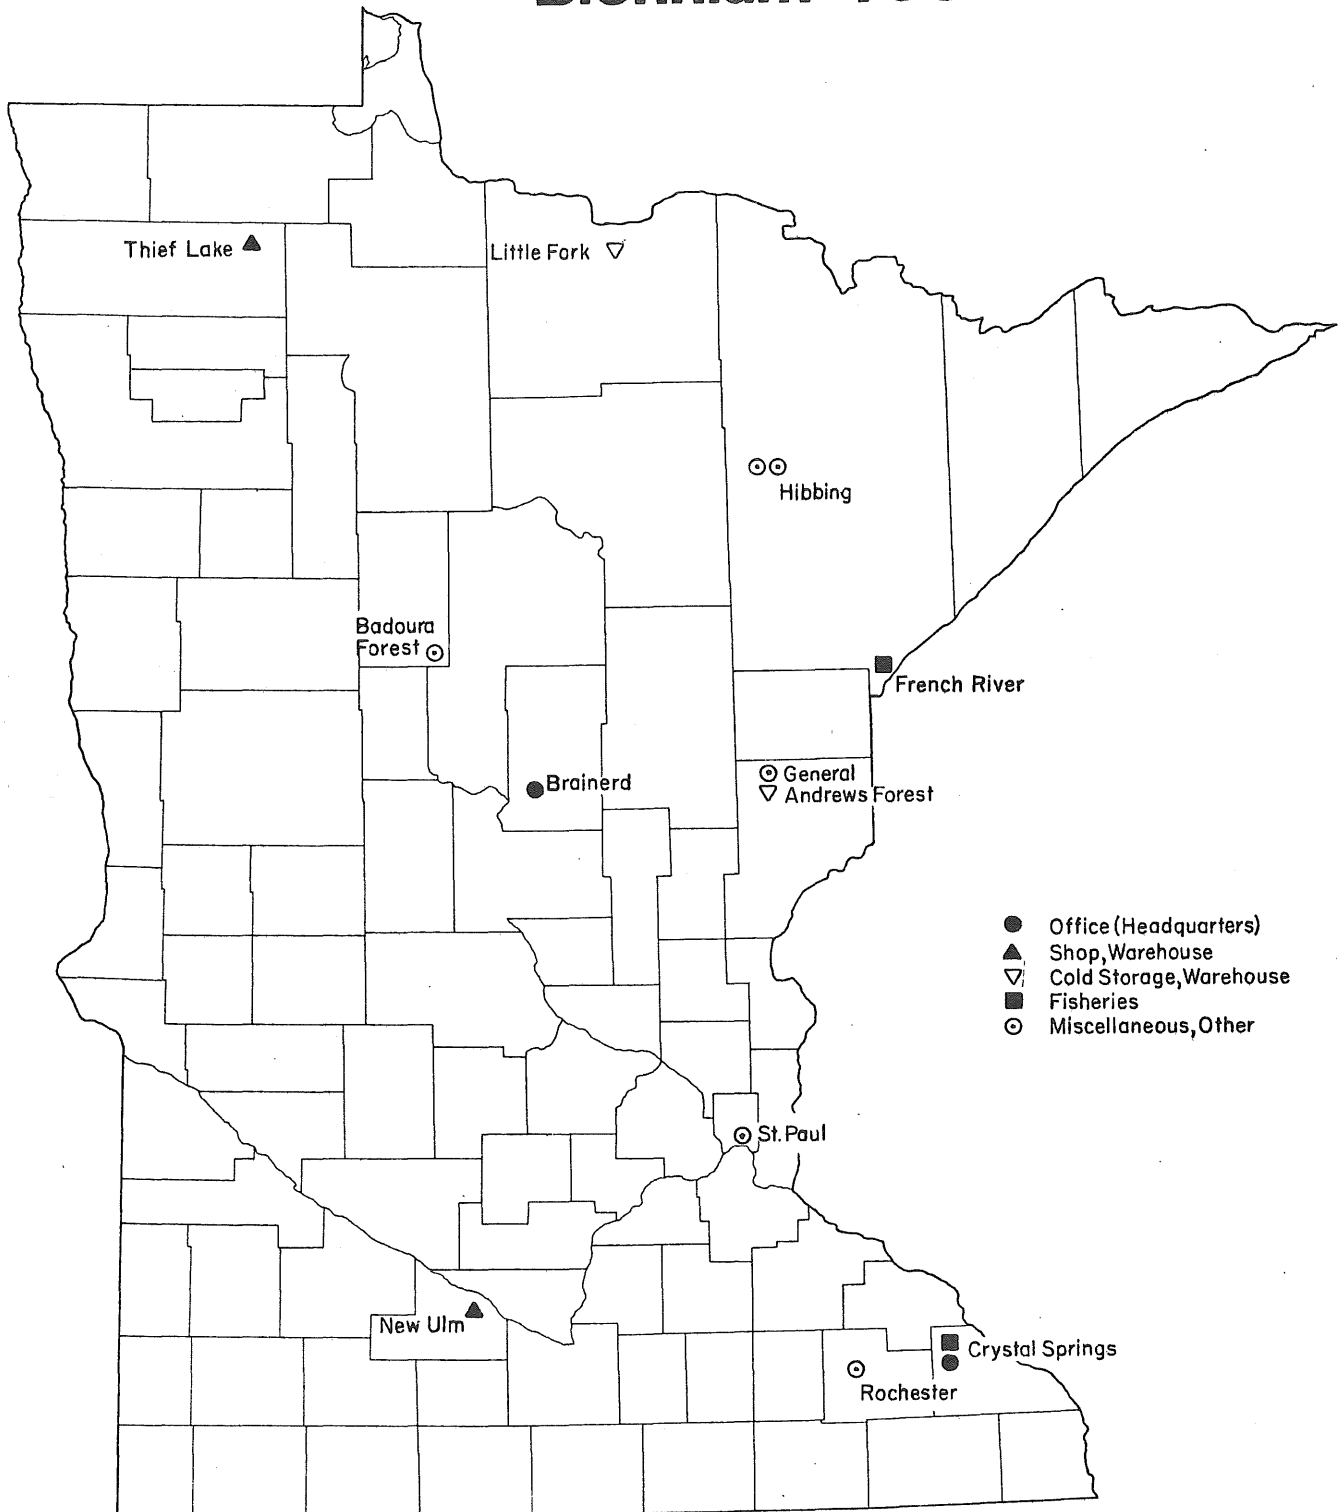 Thief Lake
Little Fork
Hibbing
Badoura
Forest
French River
Brainerd
General
Andrews Forest
Office (Headquarters)
Shop, Warehouse
Cold Storage, Warehouse
Fisheries
Miscellaneous, Other
St. Paul
New Ulm
Crystal Springs
Rochester